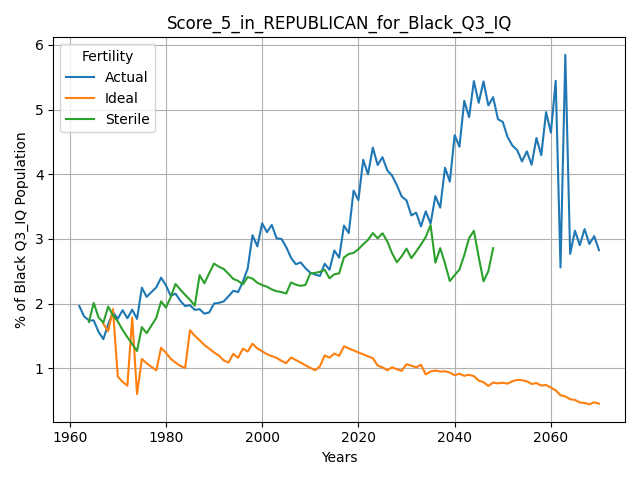 Score_5_in_REPUBLICAN_for_Black_Q3_IQ
Fertility
Actual
Ideal
Sterile
% of Black Q3_IQ Population
6
5
4
3
2
1
1960 1980 2000 2020 2040 2060
Years